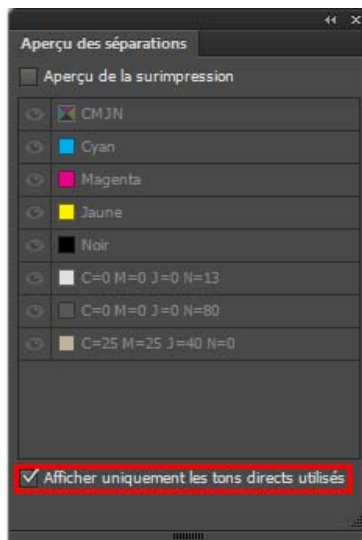 Aperçu des séparations
Aperçu de la surimpression
CMJN
Cyan
Magenta
Jaune
Noir
C=0 M=0 J=0 N=13
C=0 M=0 J=0 N=80
C=25 M=25 J=40 N=0
Afficher uniquement les tons directs utilisés